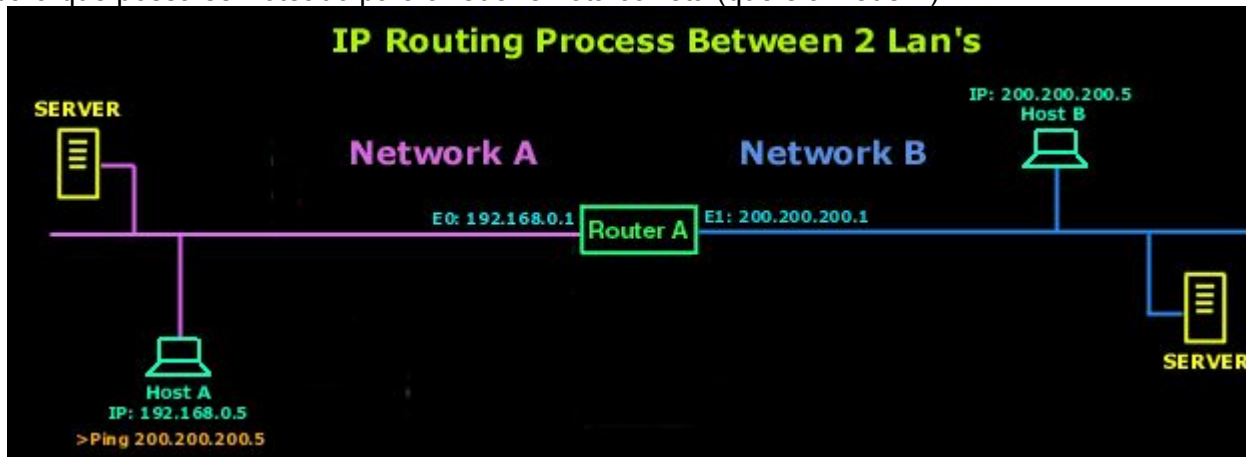 IP Routing Process Between 2 Lan's
IP: 200.200.200.5
Host B
SERVER
Network A
Network B
E0: 192.168.0.1
Router A
E1: 200.200.200.1
SERVER
Host A
IP: 192.168.0.5
>Ping 200.200.200.5